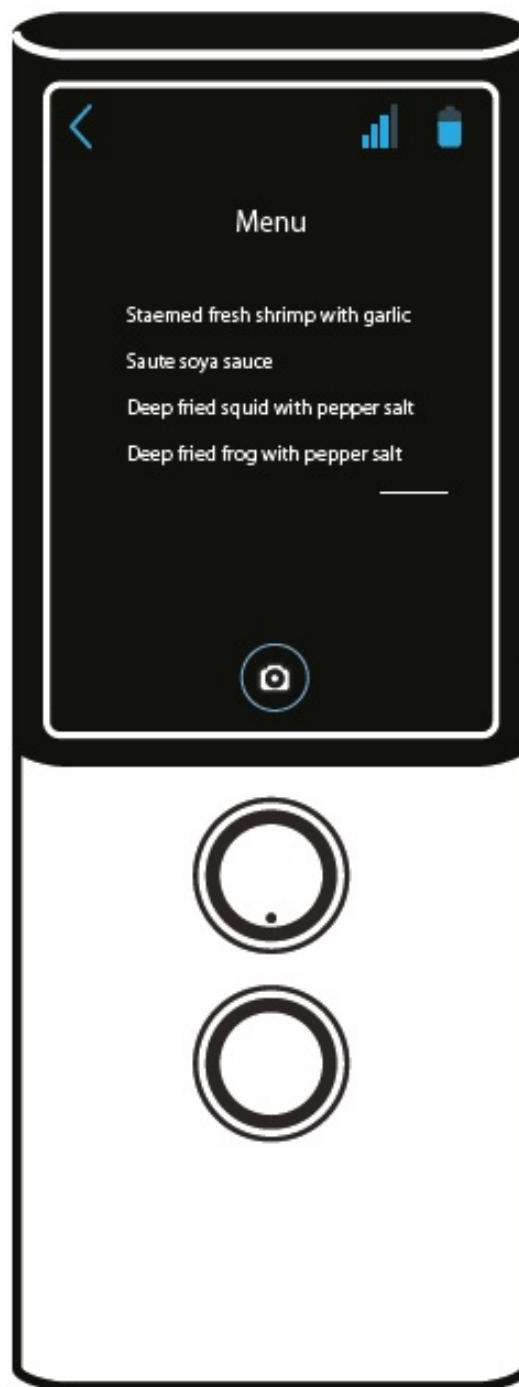 Menu
Staemed fresh shrimp with garlic
Saute soya sauce
Deep fried squid with pepper salt
Deep fried frog with pepper salt